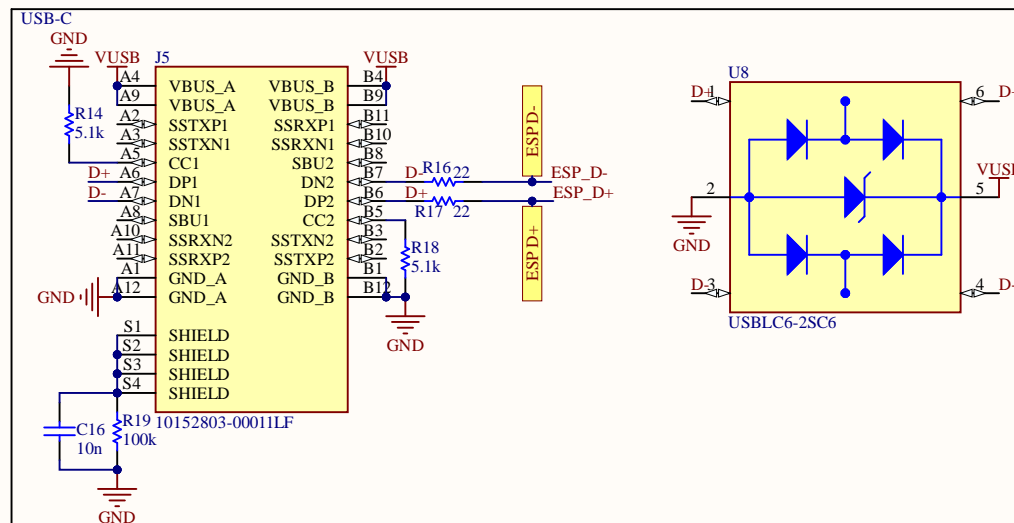 USB-C
GND
VUSB
J5
VUSB
R14
5.1k
A4 VBUS_A VBUS_B B4
A9 VBUS_A VBUS_B B9
A2 SSTXP1 SSRXP1 B11
A3 SSTXN1 SSRXN1 B10
A5 CC1 SBU2 B8
D+ A6 DP1 DN2 B7 D- R16 22 ESP_D-
D- A7 DN1 DP2 B6 D+ R17 22 ESP_D+
A8 SBU1 CC2 B5
A10 SSRXN2 SSTXN2 B3
A11 SSRXP2 SSTXP2 B2
A1 GND_A GND_B B1
A12 GND_A GND_B B12
GND
R18
5.1k
GND
ESP D-
ESP D+
S1 SHIELD
S2 SHIELD
S3 SHIELD
S4 SHIELD
10152803-00011LF
C16
10n
R19
100k
GND
U8
D+ 1
6
2
GND
VUSB
5
D- 3
4
USBLC6-2SC6